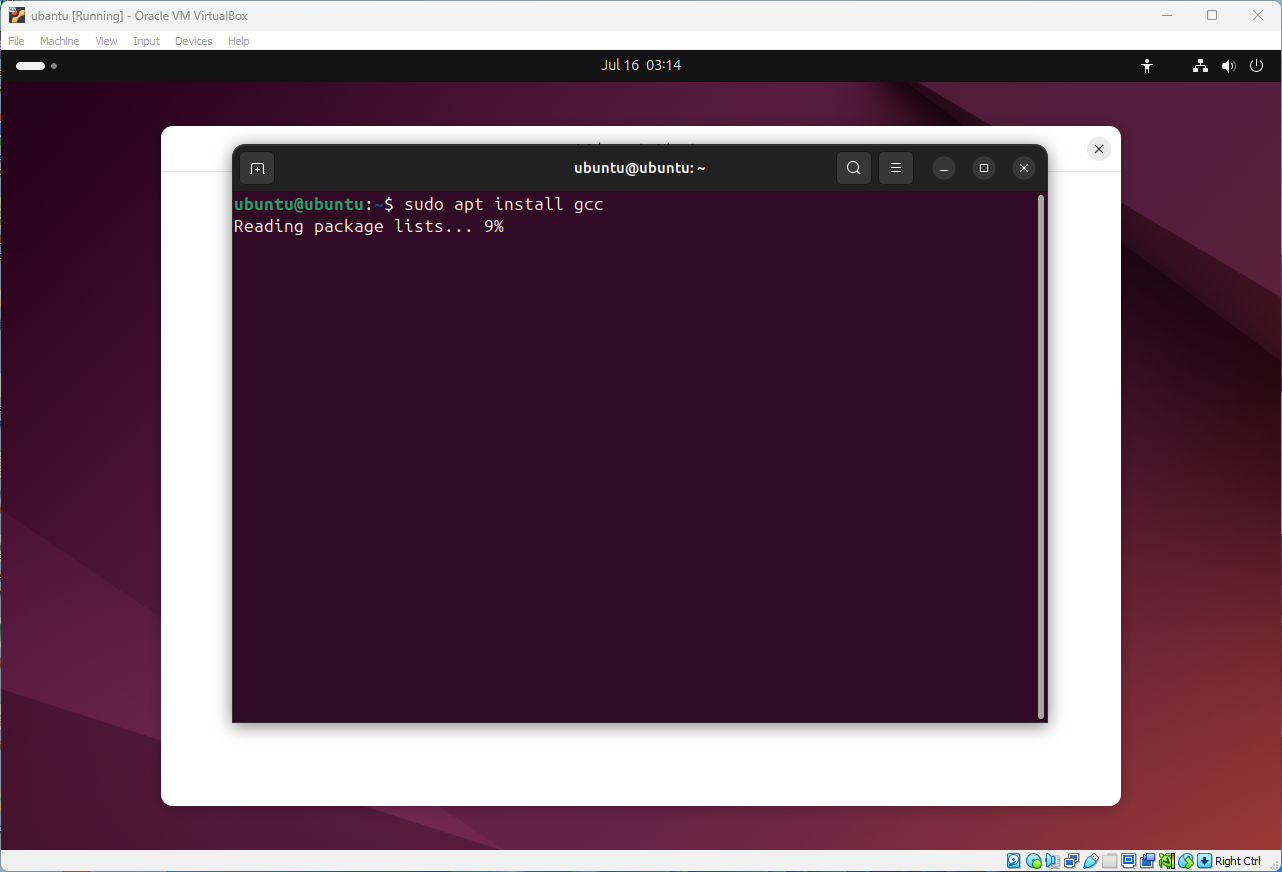 ubantu [Running] - Oracle VM VirtualBox
File Machine View Input Devices Help
Jul 16 03:14
ubuntu@ubuntu: ~
ubuntu@ubuntu:~$ sudo apt install gcc
Reading package lists... 9%
Right Ctrl